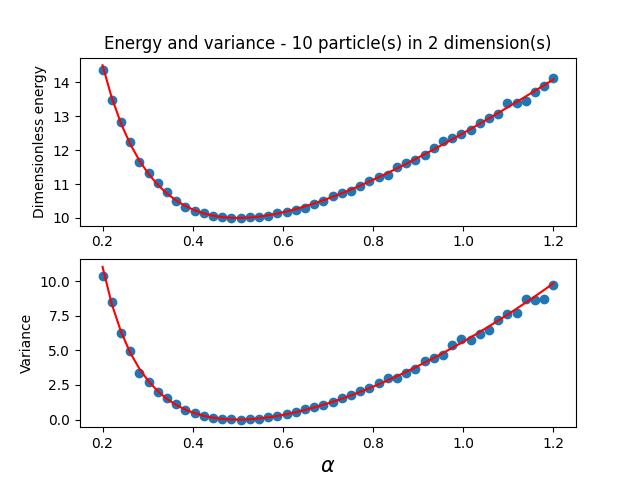 Energy and variance - 10 particle(s) in 2 dimension(s)
Dimensionless energy
14
13
12
11
10
0.2 0.4 0.6 0.8 1.0 1.2
Variance
10.0
7.5
5.0
2.5
0.0
0.2 0.4 0.6 0.8 1.0 1.2
α